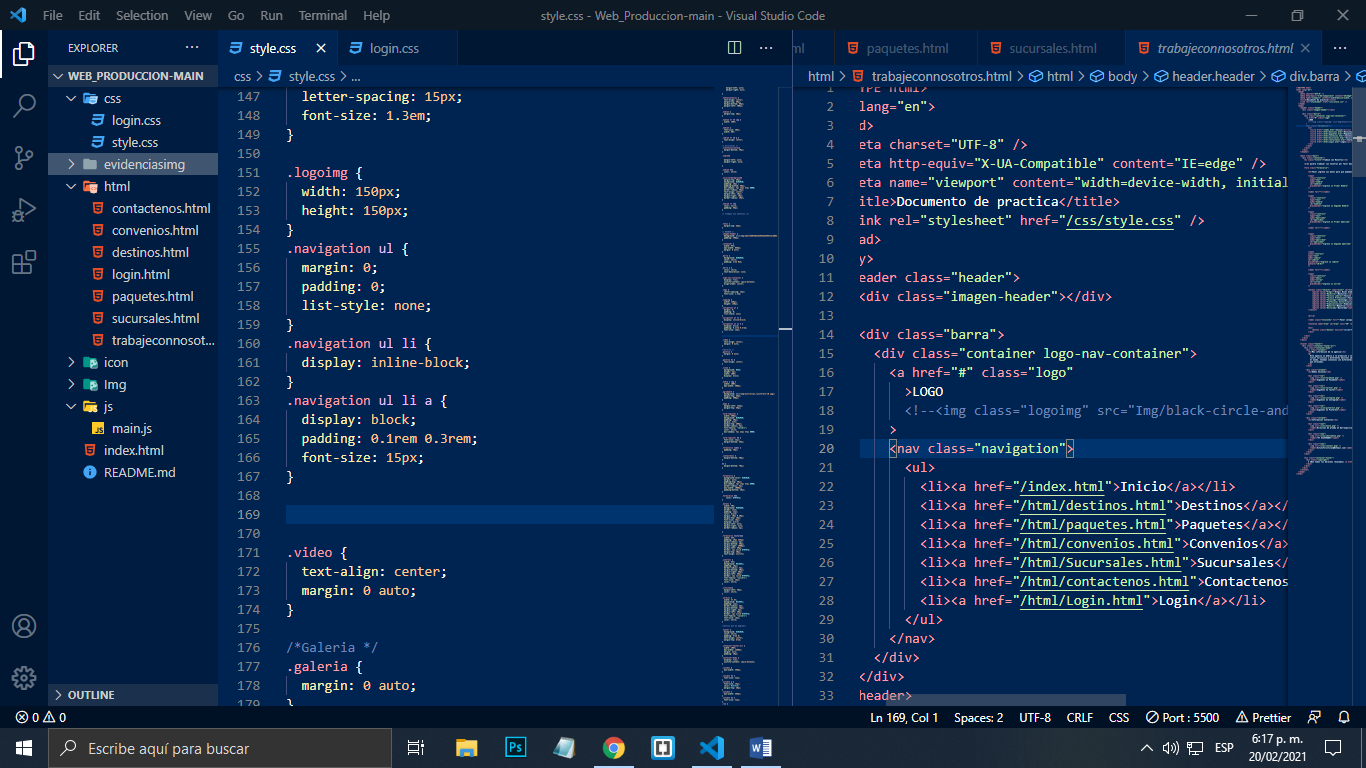 File Edit Selection View Go Run Terminal Help
style.css - Web_Produccion-main - Visual Studio Code
EXPLORER ...
WEB_PRODUCCION-MAIN
css
login.css
style.css
evidenciasimg
html
contactenos.html
convenios.html
destinos.html
login.html
paquetes.html
sucursales.html
trabajeconnosot...
icon
Img
js
main.js
index.html
README.md
OUTLINE
style.css
login.css
css > style.css > ...
147 letter-spacing: 15px;
148 font-size: 1.3em;
149 }
150
151 .logoimg {
152 width: 150px;
153 height: 150px;
154 }
155 .navigation ul {
156 margin: 0;
157 padding: 0;
158 list-style: none;
159 }
160 .navigation ul li {
161 display: inline-block;
162 }
163 .navigation ul li a {
164 display: block;
165 padding: 0.1rem 0.3rem;
166 font-size: 15px;
167 }
168
169
170
171 .video {
172 text-align: center;
173 margin: 0 auto;
174 }
175
176 /*Galeria */
177 .galeria {
178 margin: 0 auto;
179 }
ml
paquetes.html
sucursales.html
trabajeconnosotros.html
html > trabajeconnosotros.html > html > body > header.header > div.barra >
1 YPE html>
2 lang="en">
3 d>
4 eta charset="UTF-8" />
5 eta http-equiv="X-UA-Compatible" content="IE=edge" />
6 eta name="viewport" content="width=device-width, initial
7 itle>Documento de practica</title>
8 ink rel="stylesheet" href="/css/style.css" />
9 ad>
10 y>
11 eader class="header">
12 <div class="imagen-header"></div>
13
14 <div class="barra">
15 <div class="container logo-nav-container">
16 <a href="#" class="logo"
17 >LOGO
18 <!--<img class="logoimg" src="Img/black-circle-and
19 >
20 <nav class="navigation">
21 <ul>
22 <li><a href="/index.html">Inicio</a></li>
23 <li><a href="/html/destinos.html">Destinos</a></
24 <li><a href="/html/paquetes.html">Paquetes</a></
25 <li><a href="/html/convenios.html">Convenios</a>
26 <li><a href="/html/Sucursales.html">Sucursales</
27 <li><a href="/html/contactenos.html">Contactenos
28 <li><a href="/html/Login.html">Login</a></li>
29 </ul>
30 </nav>
31 </div>
32 </div>
33 header>
0 0
Ln 169, Col 1 Spaces: 2 UTF-8 CRLF CSS Port : 5500 Prettier
Escribe aquí para buscar
Ps
ESP
6:17 p. m.
20/02/2021